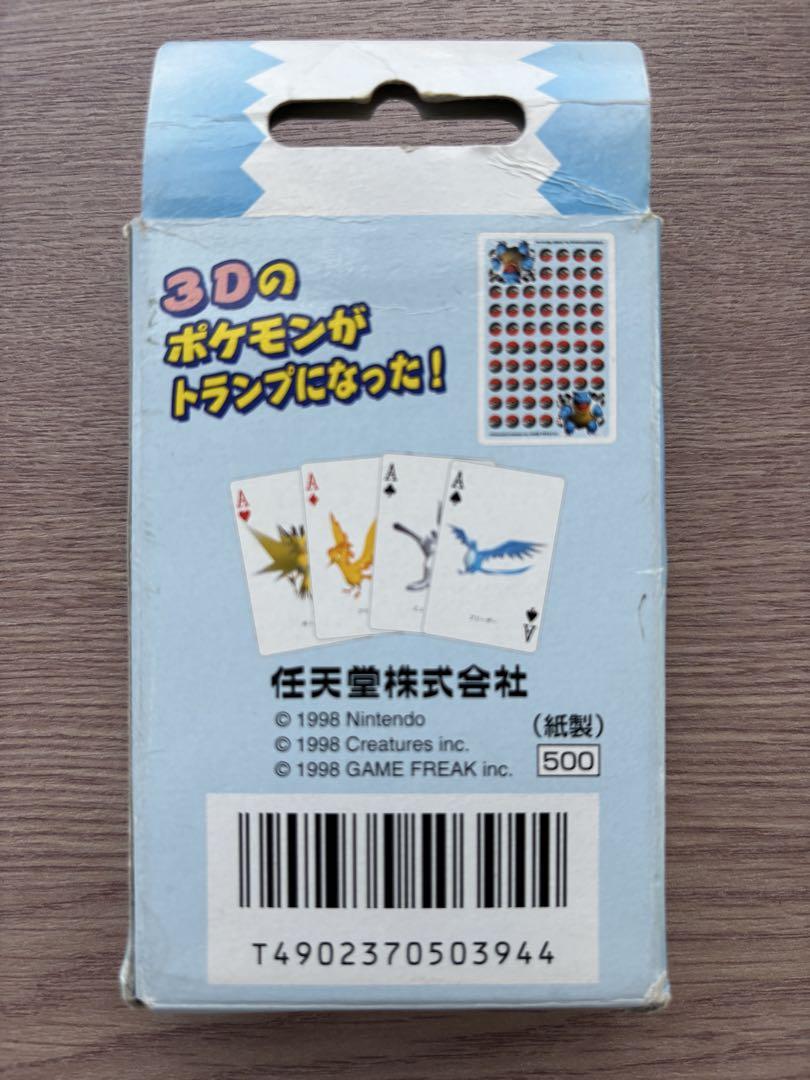 3Dの
ポケモンが
トランプになった!
A
A
A
A
A
任天堂株式会社
© 1998 Nintendo
© 1998 Creatures inc.
© 1998 GAME FREAK inc.
(紙製)
500
T4902370503944